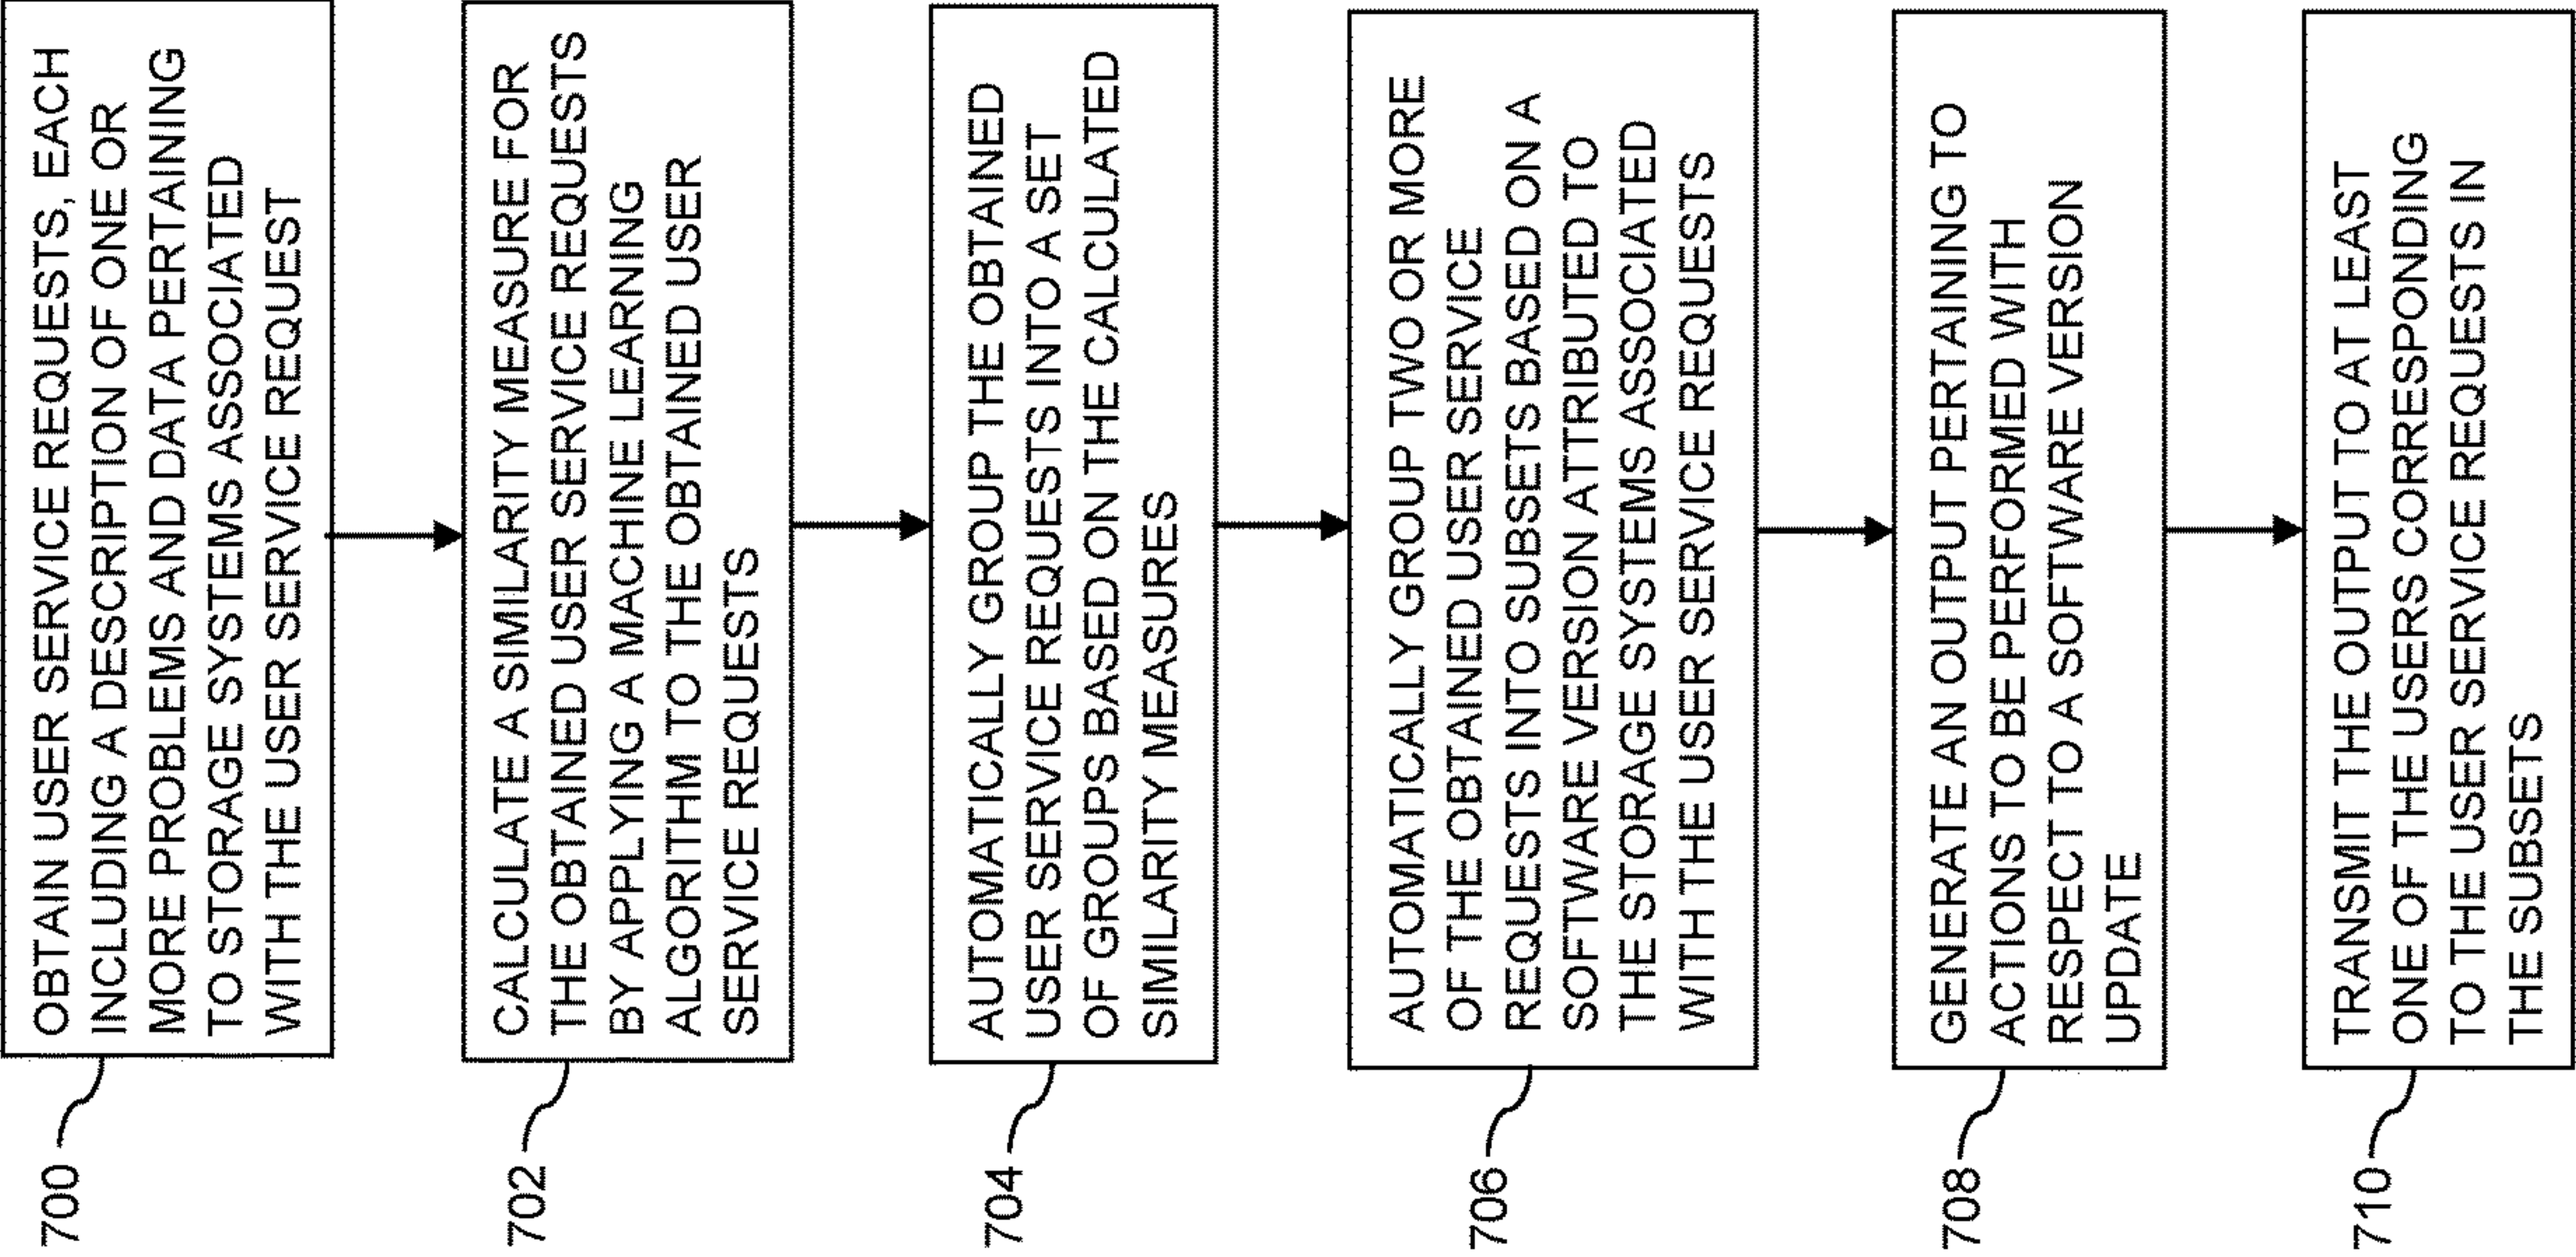 700
OBTAIN USER SERVICE REQUESTS, EACH
INCLUDING A DESCRIPTION OF ONE OR
MORE PROBLEMS AND DATA PERTAINING
TO STORAGE SYSTEMS ASSOCIATED
WITH THE USER SERVICE REQUEST
702
CALCULATE A SIMILARITY MEASURE FOR
THE OBTAINED USER SERVICE REQUESTS
BY APPLYING A MACHINE LEARNING
ALGORITHM TO THE OBTAINED USER
SERVICE REQUESTS
704
AUTOMATICALLY GROUP THE OBTAINED
USER SERVICE REQUESTS INTO A SET
OF GROUPS BASED ON THE CALCULATED
SIMILARITY MEASURES
706
AUTOMATICALLY GROUP TWO OR MORE
OF THE OBTAINED USER SERVICE
REQUESTS INTO SUBSETS BASED ON A
SOFTWARE VERSION ATTRIBUTED TO
THE STORAGE SYSTEMS ASSOCIATED
WITH THE USER SERVICE REQUESTS
708
GENERATE AN OUTPUT PERTAINING TO
ACTIONS TO BE PERFORMED WITH
RESPECT TO A SOFTWARE VERSION
UPDATE
710
TRANSMIT THE OUTPUT TO AT LEAST
ONE OF THE USERS CORRESPONDING
TO THE USER SERVICE REQUESTS IN
THE SUBSETS